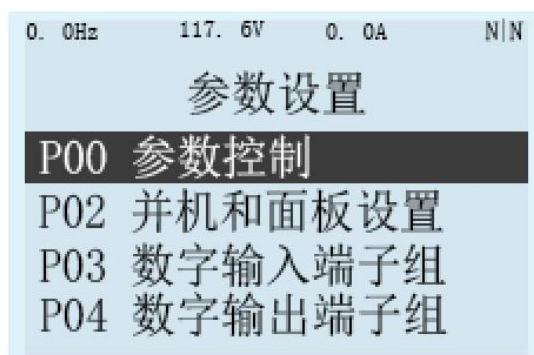 0. 0Hz 117. 6V 0. 0A N|N
参数设置
P00 参数控制
P02 并机和面板设置
P03 数字输入端子组
P04 数字输出端子组